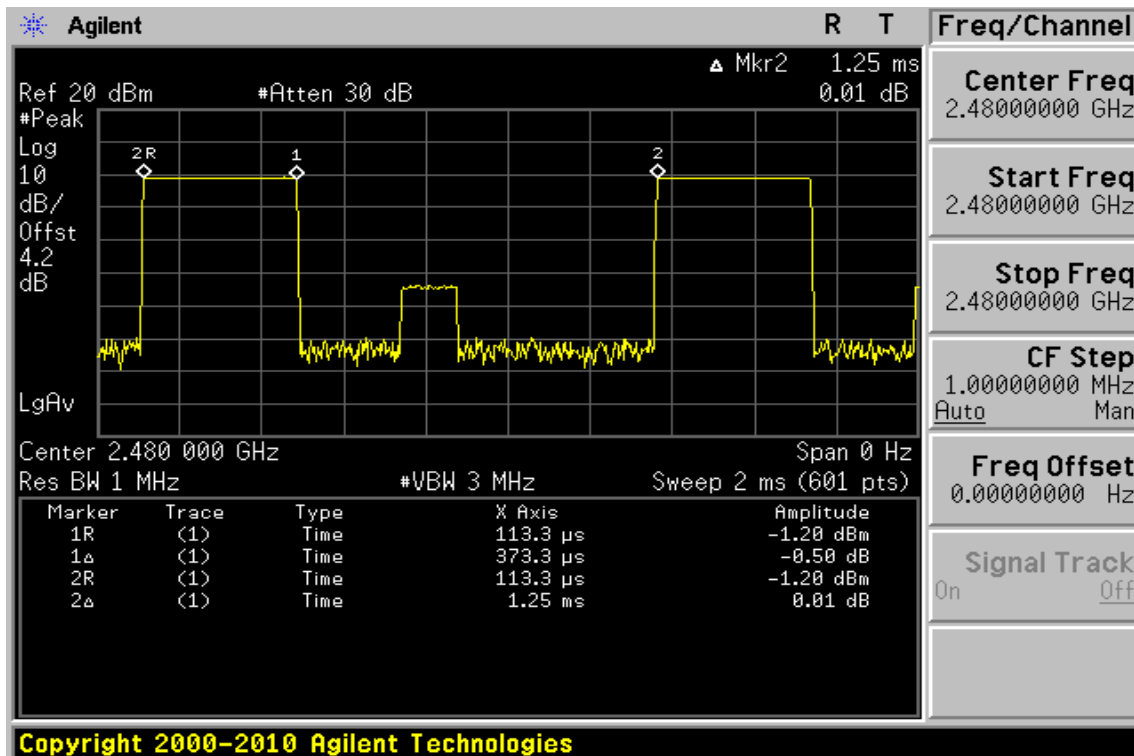 Agilent R T Freq/Channel
Δ Mkr2 1.25 ms
Ref 20 dBm #Atten 30 dB 0.01 dB
#Peak
Log
10
dB/
Offst
4.2
dB
2R 1 2
LgAv
Center 2.480 000 GHz Span 0 Hz
Res BW 1 MHz #VBW 3 MHz Sweep 2 ms (601 pts)
Marker Trace Type X Axis Amplitude
1R (1) Time 113.3 µs -1.20 dBm
1Δ (1) Time 373.3 µs -0.50 dB
2R (1) Time 113.3 µs -1.20 dBm
2Δ (1) Time 1.25 ms 0.01 dB
Center Freq
2.48000000 GHz
Start Freq
2.48000000 GHz
Stop Freq
2.48000000 GHz
CF Step
1.00000000 MHz
Auto Man
Freq Offset
0.00000000 Hz
Signal Track
On Off
Copyright 2000-2010 Agilent Technologies